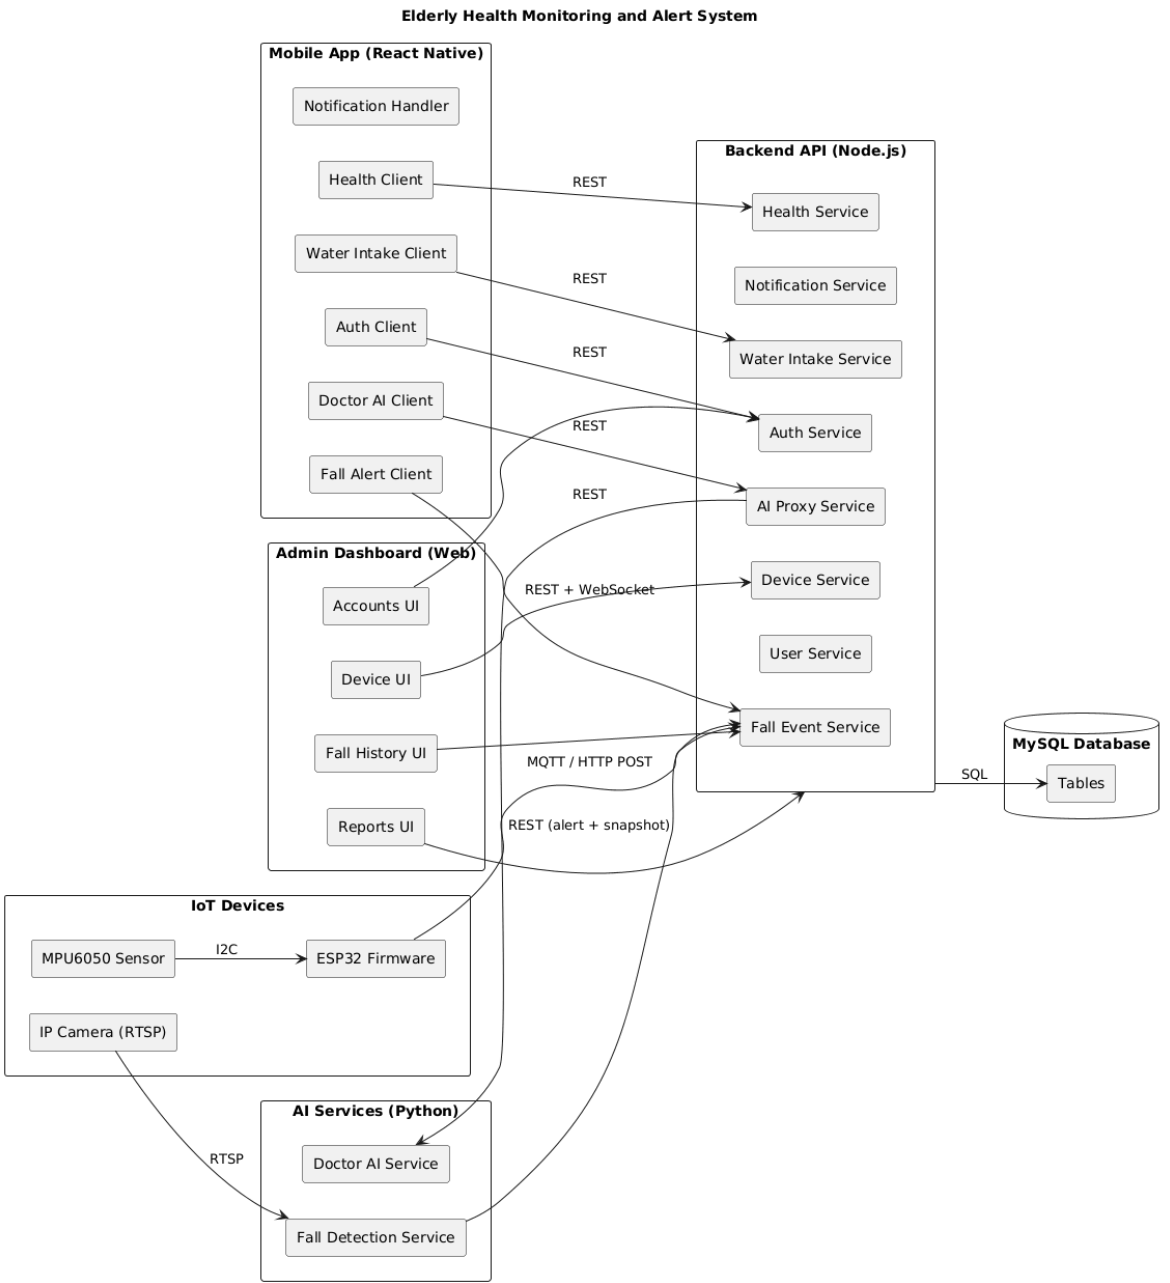 Elderly Health Monitoring and Alert System
Mobile App (React Native)
Notification Handler
Health Client
Water Intake Client
Auth Client
Doctor AI Client
Fall Alert Client
REST
REST
REST
REST
REST
REST + WebSocket
Backend API (Node.js)
Health Service
Notification Service
Water Intake Service
Auth Service
AI Proxy Service
Device Service
User Service
Fall Event Service
Admin Dashboard (Web)
Accounts UI
Device UI
Fall History UI
Reports UI
MQTT / HTTP POST
REST (alert + snapshot)
SQL
MySQL Database
Tables
IoT Devices
MPU6050 Sensor
I2C
ESP32 Firmware
IP Camera (RTSP)
RTSP
AI Services (Python)
Doctor AI Service
Fall Detection Service